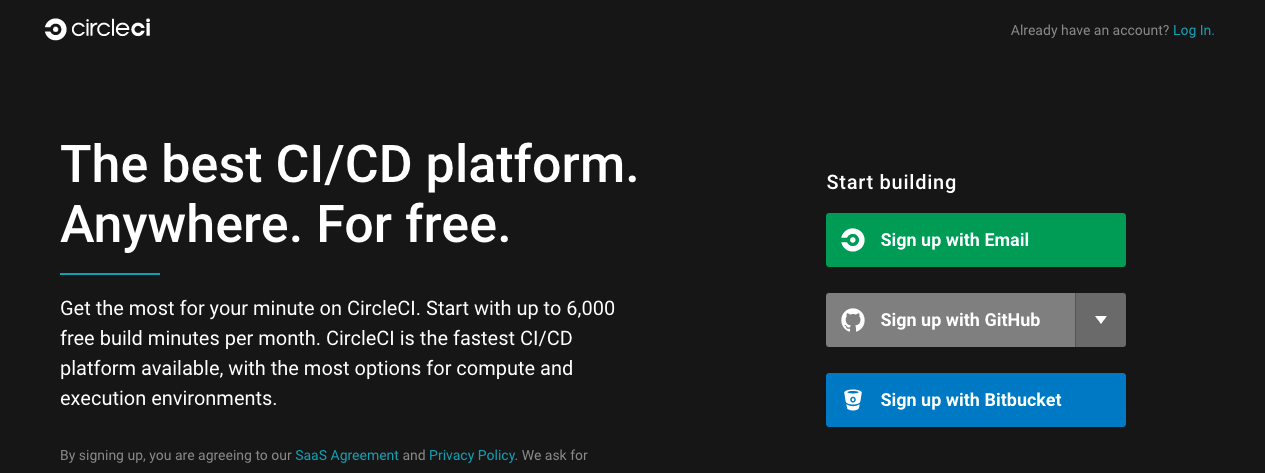 circleci
Already have an account? Log In.
The best CI/CD platform.
Anywhere. For free.
Get the most for your minute on CircleCI. Start with up to 6,000
free build minutes per month. CircleCI is the fastest CI/CD
platform available, with the most options for compute and
execution environments.
By signing up, you are agreeing to our SaaS Agreement and Privacy Policy. We ask for
Start building
Sign up with Email
Sign up with GitHub
Sign up with Bitbucket